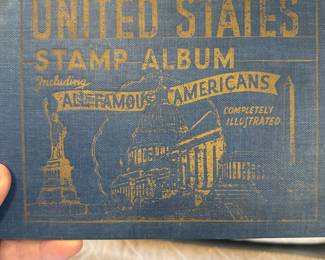 UNITED STATES
STAMP ALBUM
Including
ALL-FAMOUS AMERICANS
COMPLETELY
ILLUSTRATED